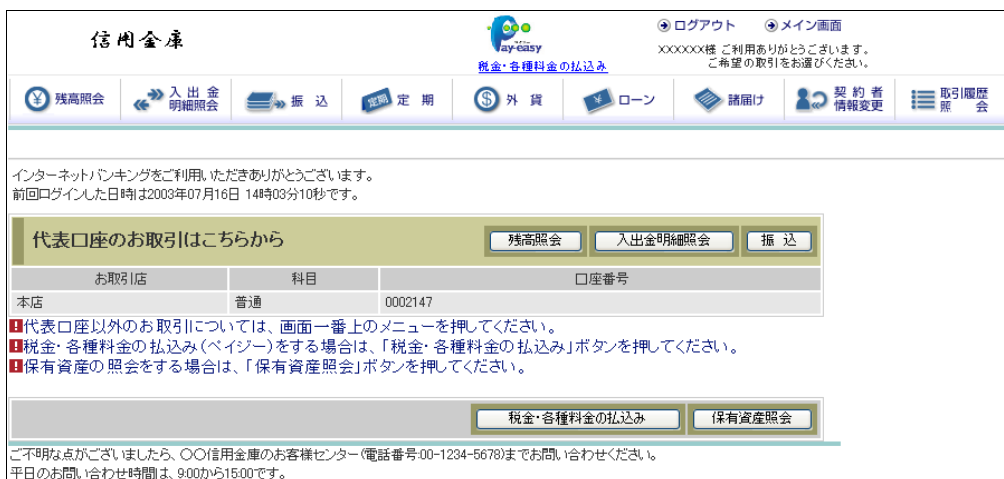 信用金庫
Pay-easy
税金・各種料金の払込み
ログアウト メイン画面
XXXXXX様 ご利用ありがとうございます。
ご希望の取引をお選びください。
残高照会
入出金
明細照会
振込
定期 定期
外貨
ローン
諸届け
契約者
情報変更
取引履歴
照会
インターネットバンキングをご利用いただきありがとうございます。
前回ログインした日時は2003年07月16日 14時03分10秒です。
代表口座のお取引はこちらから 残高照会 入出金明細照会 振込
お取引店 科目 口座番号
本店 普通 0002147
代表口座以外のお取引については、画面一番上のメニューを押してください。
税金・各種料金の払込み(ペイジー)をする場合は、「税金・各種料金の払込み」ボタンを押してください。
保有資産の照会をする場合は、「保有資産照会」ボタンを押してください。
税金・各種料金の払込み 保有資産照会
ご不明な点がございましたら、〇〇信用金庫のお客様センター(電話番号:00-1234-5678)までお問い合わせください。
平日のお問い合わせ時間は、9:00から15:00です。